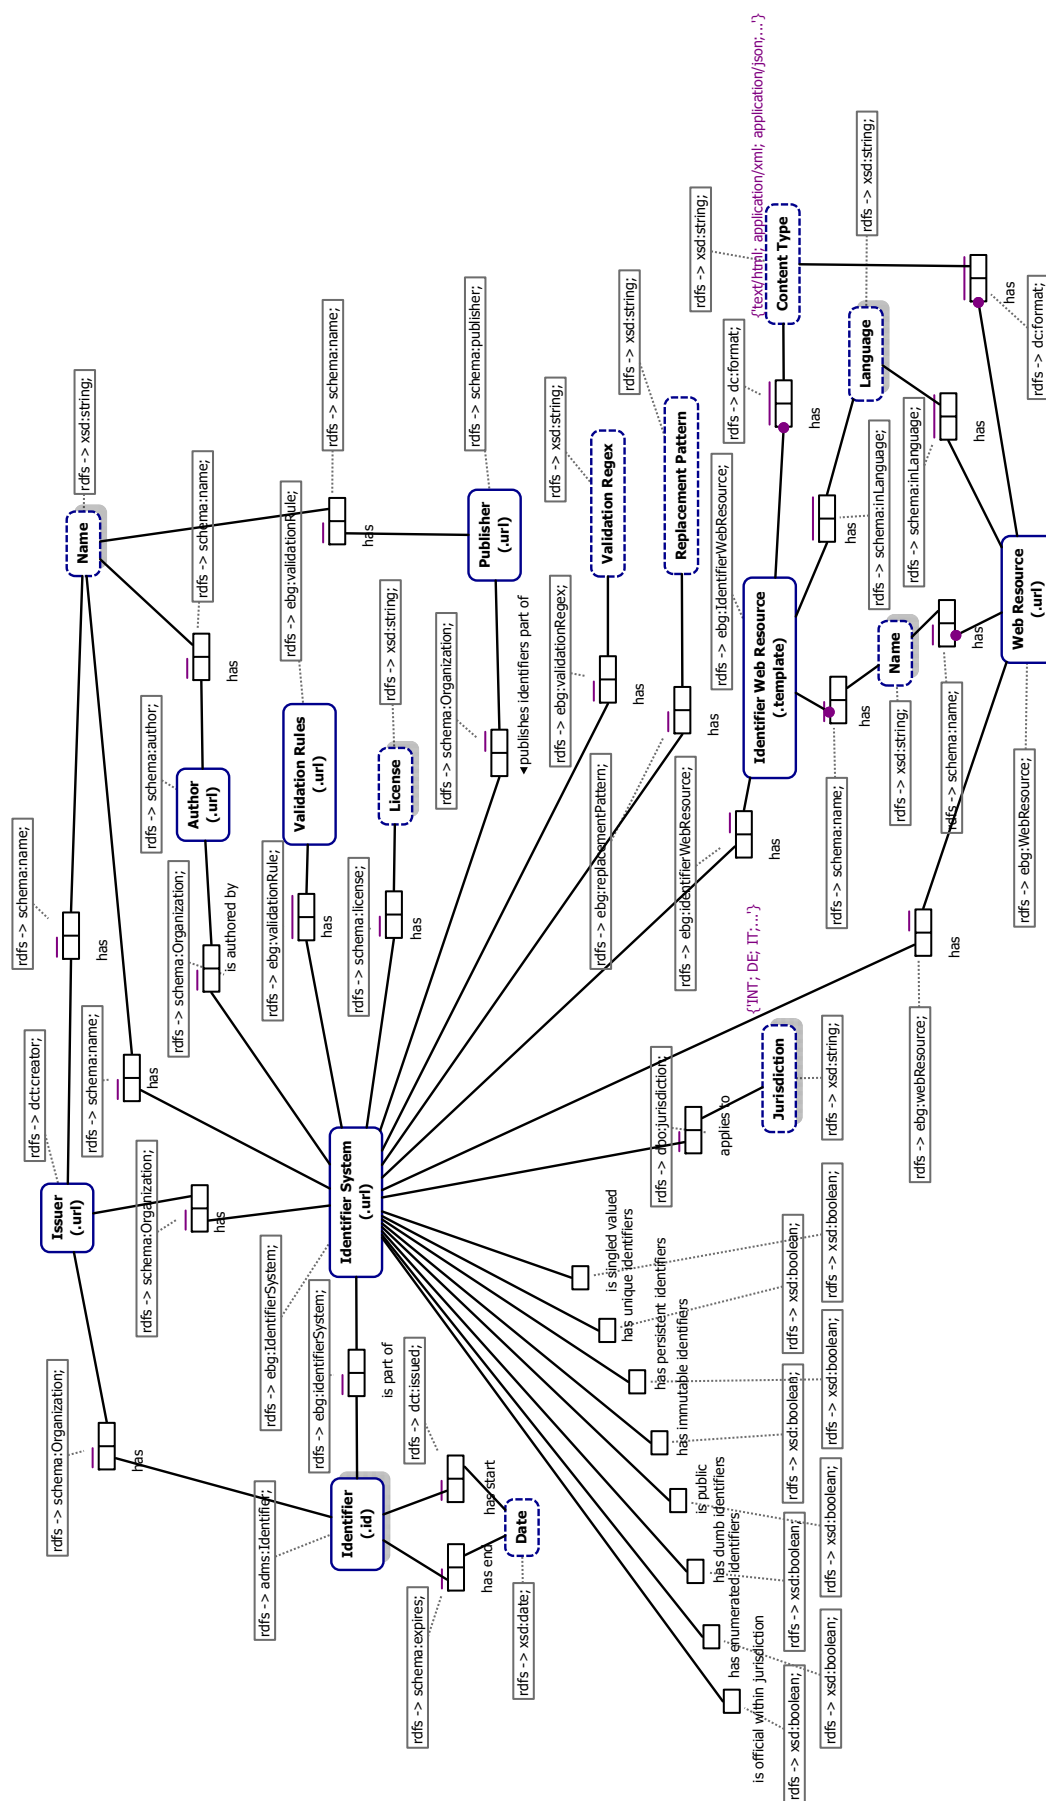 rdfs -> schema:name;
rdfs -> dct:creator;
rdfs -> schema:Organization;
Issuer
(.url)
Name
rdfs -> xsd:string;
rdfs -> schema:name;
has
has
rdfs -> schema:Organization;
has
rdfs -> schema:author;
rdfs -> schema:Organization;
Author
(.url)
rdfs -> schema:name;
has
is authored by
has
rdfs -> adms:Identifier;
rdfs -> ebg:IdentifierSystem;
rdfs -> ebg:validationRule;
rdfs -> ebg:validationRule;
Validation Rules
(.url)
rdfs -> ebg:identifierSystem;
has
rdfs -> schema:name;
Identifier
(.id)
Identifier System
(.url)
rdfs -> schema:license;
has
is part of
License
rdfs -> xsd:string;
rdfs -> schema:expires;
rdfs -> dct:issued;
has
rdfs -> schema:Organization;
rdfs -> schema:publisher;
Publisher
(.url)
has end
has start
Date
rdfs -> xsd:date;
◄publishes identifiers part of
rdfs -> ebg:validationRegex;
rdfs -> xsd:string;
Validation Regex
rdfs -> ebg:replacementPattern;
is singled valued
has unique identifiers
has
rdfs -> xsd:string;
has persistent identifiers
rdfs -> dbo:jurisdiction;
has immutable identifiers
rdfs -> ebg:identifierWebResource;
Replacement Pattern
is public
rdfs -> xsd:string;
has
has dumb identifiers
applies to
rdfs -> ebg:IdentifierWebResource;
has enumerated identifiers
rdfs -> dc:format;
is official within jurisdiction
{'INT; DE; IT;...'}
Identifier Web Resource
(.template)
{'text/html; application/xml; application/json;...'}
has
Jurisdiction
Content Type
rdfs -> xsd:boolean;
rdfs -> xsd:boolean;
rdfs -> xsd:boolean;
rdfs -> xsd:boolean;
has
rdfs -> xsd:boolean;
rdfs -> xsd:boolean;
rdfs -> xsd:boolean;
rdfs -> xsd:boolean;
rdfs -> xsd:string;
rdfs -> schema:name;
has
has
Language
rdfs -> xsd:string;
rdfs -> schema:inLanguage;
Name
rdfs -> xsd:string;
rdfs -> schema:inLanguage;
rdfs -> ebg:webResource;
has
rdfs -> schema:name;
has
has
has
Web Resource
(.url)
rdfs -> ebg:WebResource;
rdfs -> dc:format;